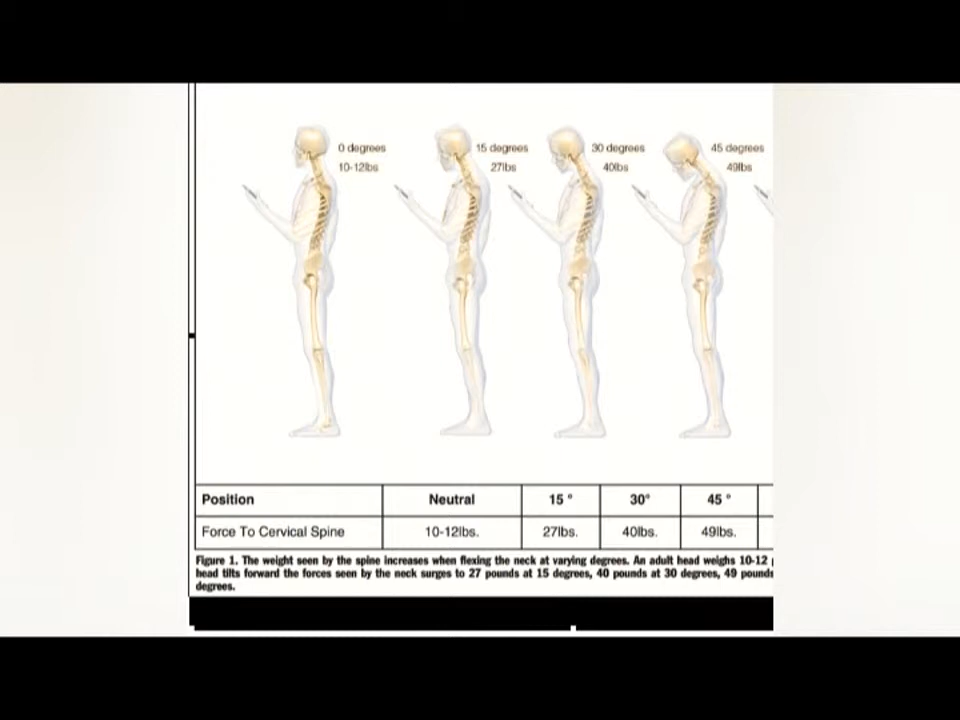 0 degrees 15 degrees 30 degrees 45 degrees
10-12lbs 27lbs 40lbs 49lbs
Position Neutral 15 ° 30° 45 °
Force To Cervical Spine 10-12lbs. 27lbs. 40lbs. 49lbs.
Figure 1. The weight seen by the spine increases when flexing the neck at varying degrees. An adult head weighs 10-12
head tilts forward the forces seen by the neck surges to 27 pounds at 15 degrees, 40 pounds at 30 degrees, 49 pounds
degrees.